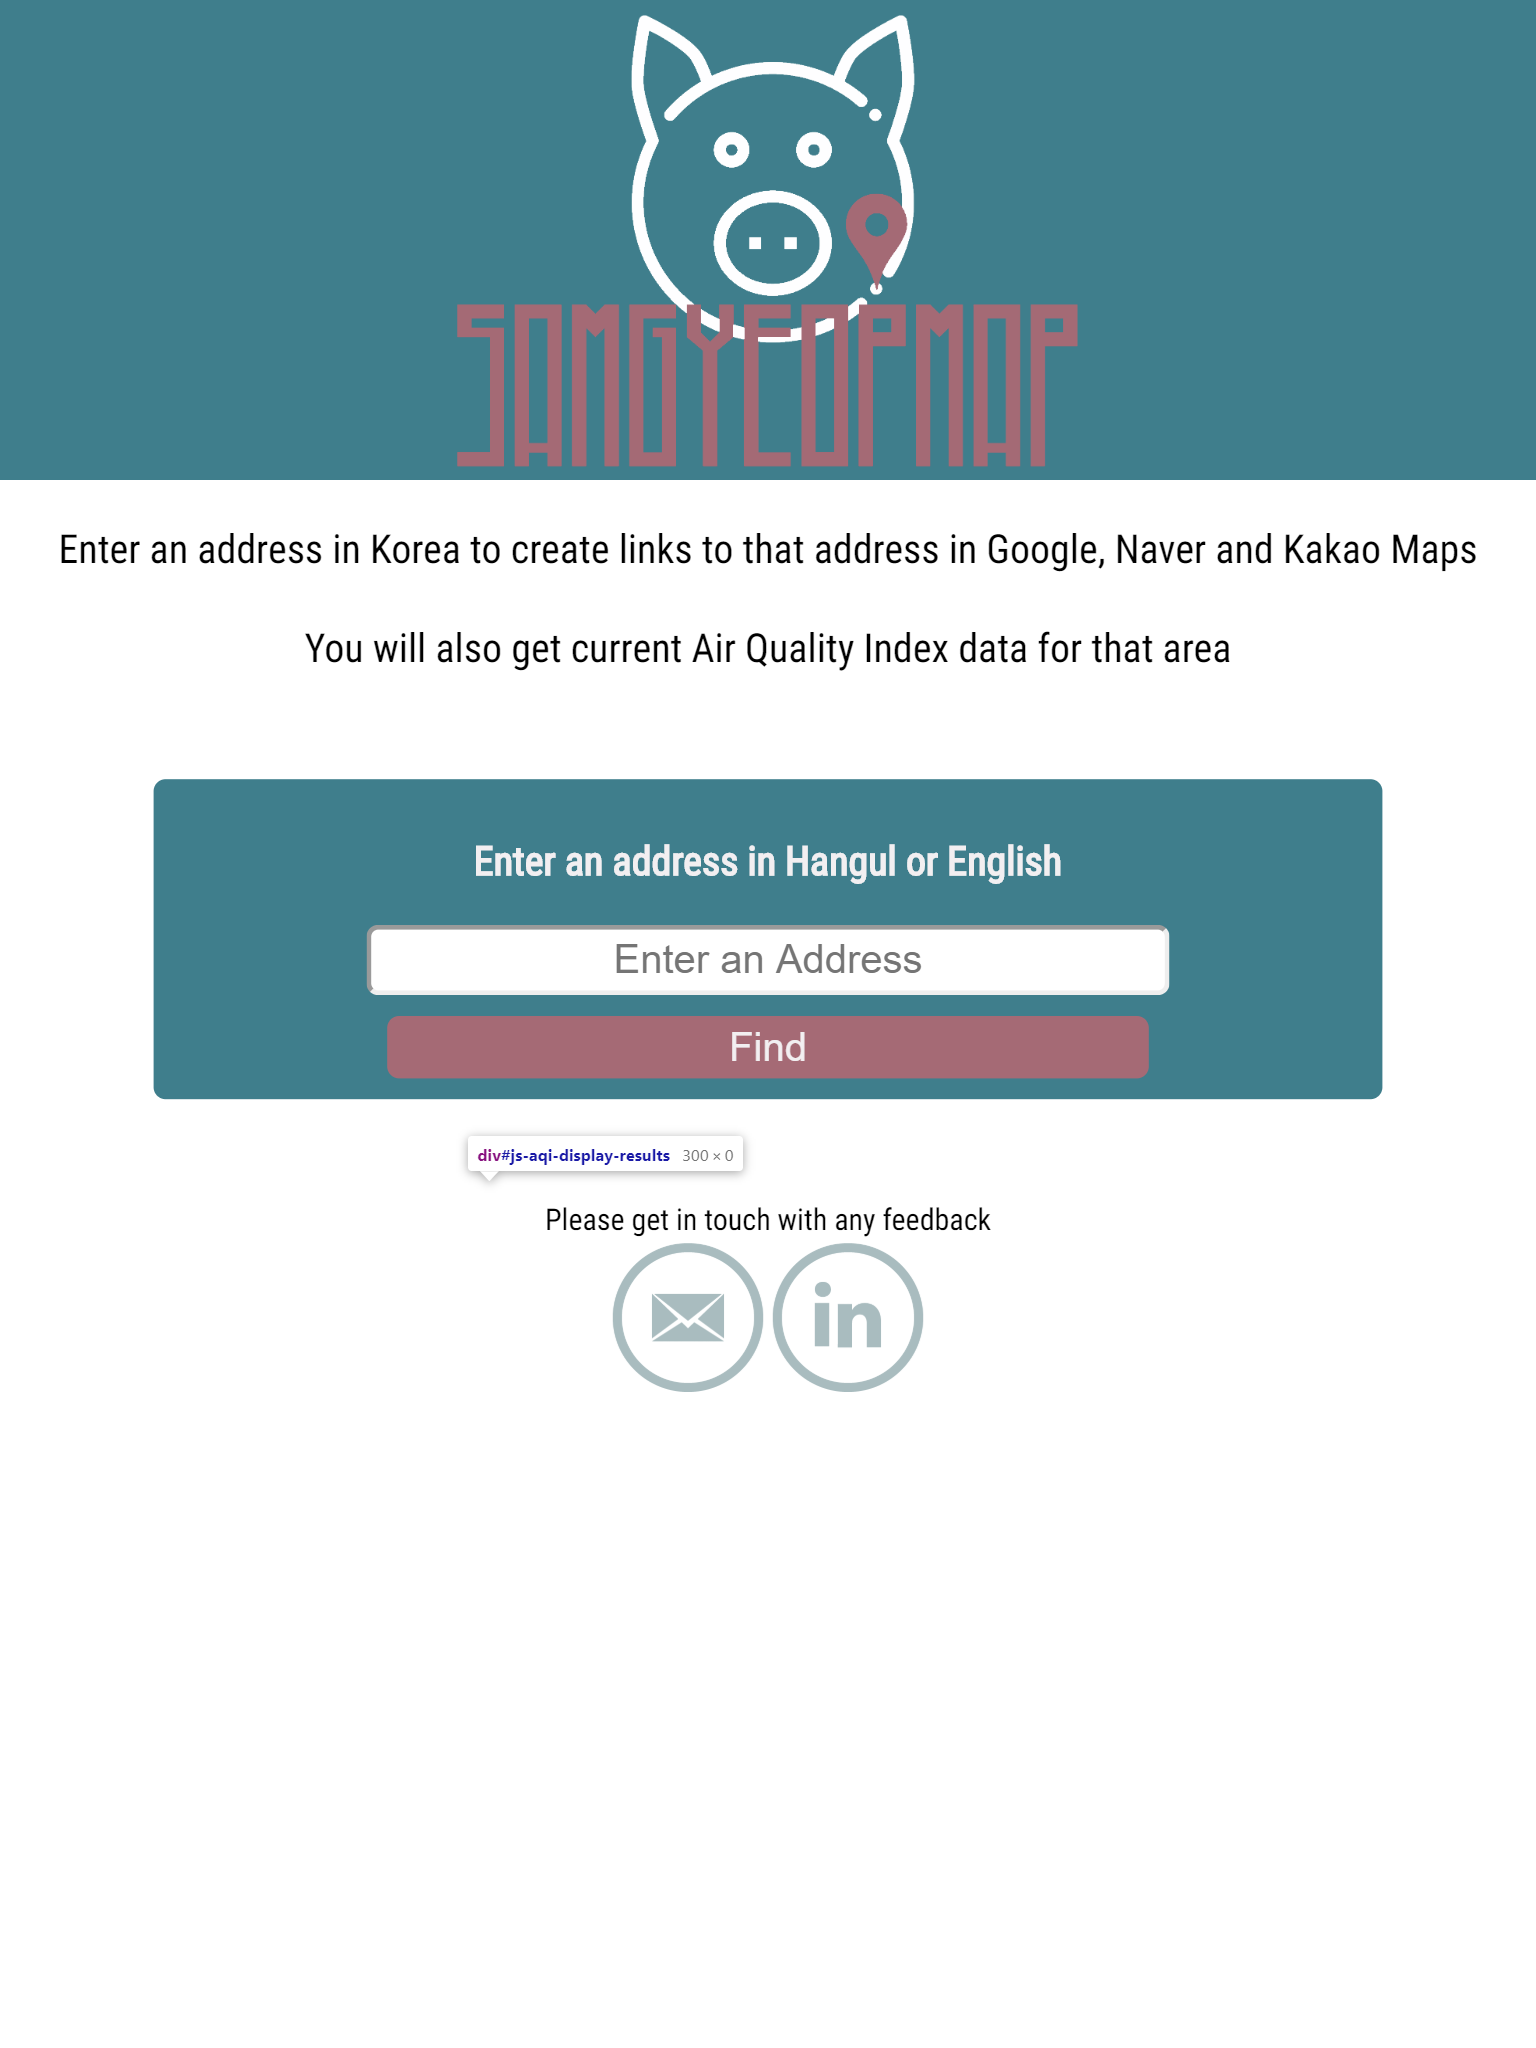 SAMGYEOPMAP
Enter an address in Korea to create links to that address in Google, Naver and Kakao Maps
You will also get current Air Quality Index data for that area
Enter an address in Hangul or English
Enter an Address
Find
div#js-aqi-display-results 300 × 0
Please get in touch with any feedback
in